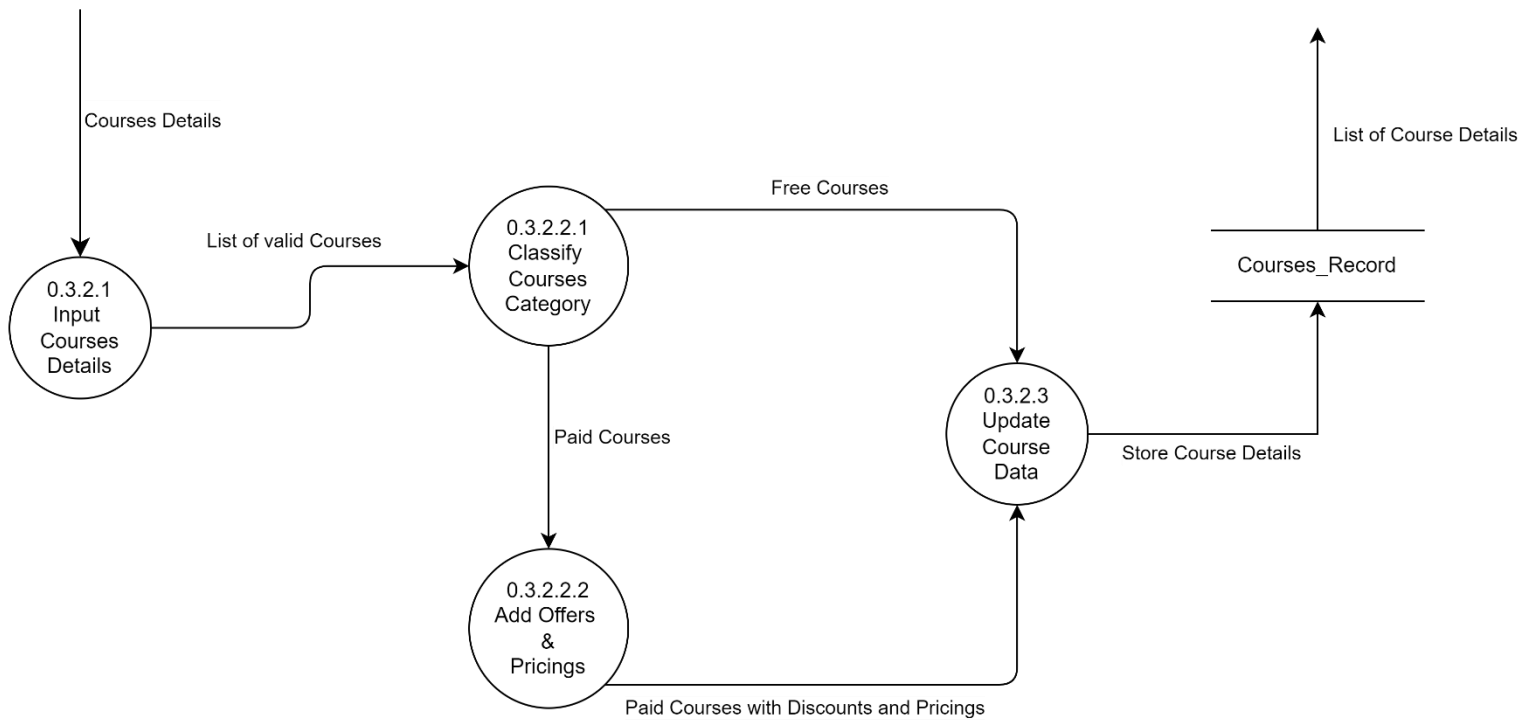 Courses Details
List of Course Details
Free Courses
0.3.2.2.1
Classify
Courses
Category
List of valid Courses
Courses_Record
0.3.2.1
Input
Courses
Details
0.3.2.3
Update
Course
Data
Paid Courses
Store Course Details
0.3.2.2.2
Add Offers
&
Pricings
Paid Courses with Discounts and Pricings